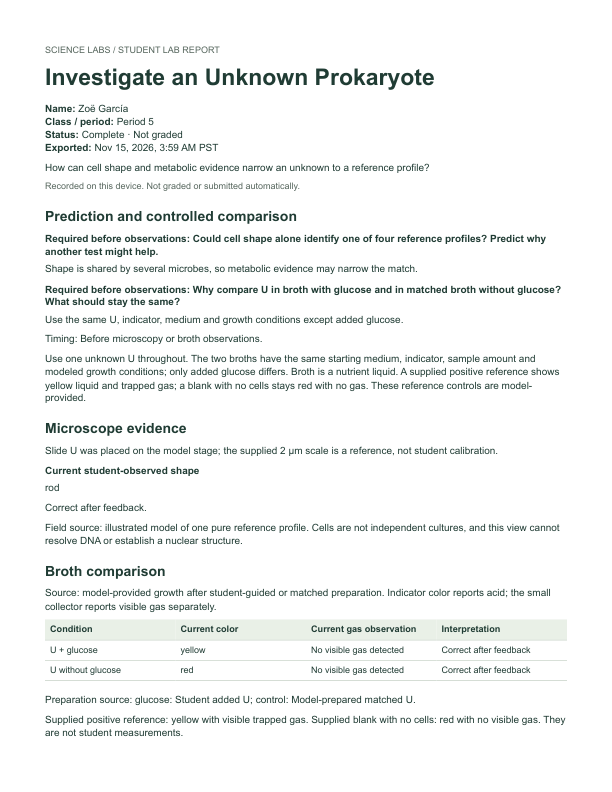 SCIENCE LABS / STUDENT LAB REPORT
Investigate an Unknown Prokaryote
Name: Zoë García
Class / period: Period 5
Status: Complete · Not graded
Exported: Nov 15, 2026, 3:59 AM PST
How can cell shape and metabolic evidence narrow an unknown to a reference profile?
Recorded on this device. Not graded or submitted automatically.
Prediction and controlled comparison
Required before observations: Could cell shape alone identify one of four reference profiles? Predict why
another test might help.
Shape is shared by several microbes, so metabolic evidence may narrow the match.
Required before observations: Why compare U in broth with glucose and in matched broth without glucose?
What should stay the same?
Use the same U, indicator, medium and growth conditions except added glucose.
Timing: Before microscopy or broth observations.
Use one unknown U throughout. The two broths have the same starting medium, indicator, sample amount and
modeled growth conditions; only added glucose differs. Broth is a nutrient liquid. A supplied positive reference shows
yellow liquid and trapped gas; a blank with no cells stays red with no gas. These reference controls are model-
provided.
Microscope evidence
Slide U was placed on the model stage; the supplied 2 µm scale is a reference, not student calibration.
Current student-observed shape
rod
Correct after feedback.
Field source: illustrated model of one pure reference profile. Cells are not independent cultures, and this view cannot
resolve DNA or establish a nuclear structure.
Broth comparison
Source: model-provided growth after student-guided or matched preparation. Indicator color reports acid; the small
collector reports visible gas separately.
Condition Current color Current gas observation Interpretation
U + glucose yellow No visible gas detected Correct after feedback
U without glucose red No visible gas detected Correct after feedback
Preparation source: glucose: Student added U; control: Model-prepared matched U.
Supplied positive reference: yellow with visible trapped gas. Supplied blank with no cells: red with no visible gas. They
are not student measurements.